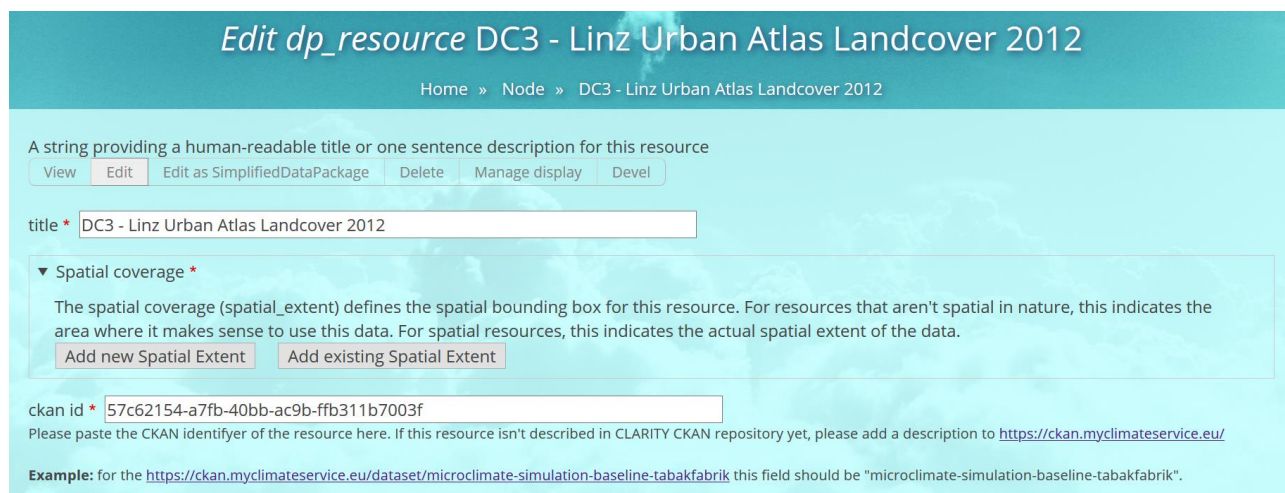 Edit dp_resource DC3 - Linz Urban Atlas Landcover 2012
Home » Node » DC3 - Linz Urban Atlas Landcover 2012
A string providing a human-readable title or one sentence description for this resource
View Edit Edit as SimplifiedDataPackage Delete Manage display Devel
title * DC3 - Linz Urban Atlas Landcover 2012
▼ Spatial coverage *
The spatial coverage (spatial_extent) defines the spatial bounding box for this resource. For resources that aren't spatial in nature, this indicates the
area where it makes sense to use this data. For spatial resources, this indicates the actual spatial extent of the data.
Add new Spatial Extent Add existing Spatial Extent
ckan id * 57c62154-a7fb-40bb-ac9b-ffb311b7003f
Please paste the CKAN identifyer of the resource here. If this resource isn't described in CLARITY CKAN repository yet, please add a description to https://ckan.myclimateservice.eu/
Example: for the https://ckan.myclimateservice.eu/dataset/microclimate-simulation-baseline-tabakfabrik this field should be "microclimate-simulation-baseline-tabakfabrik".